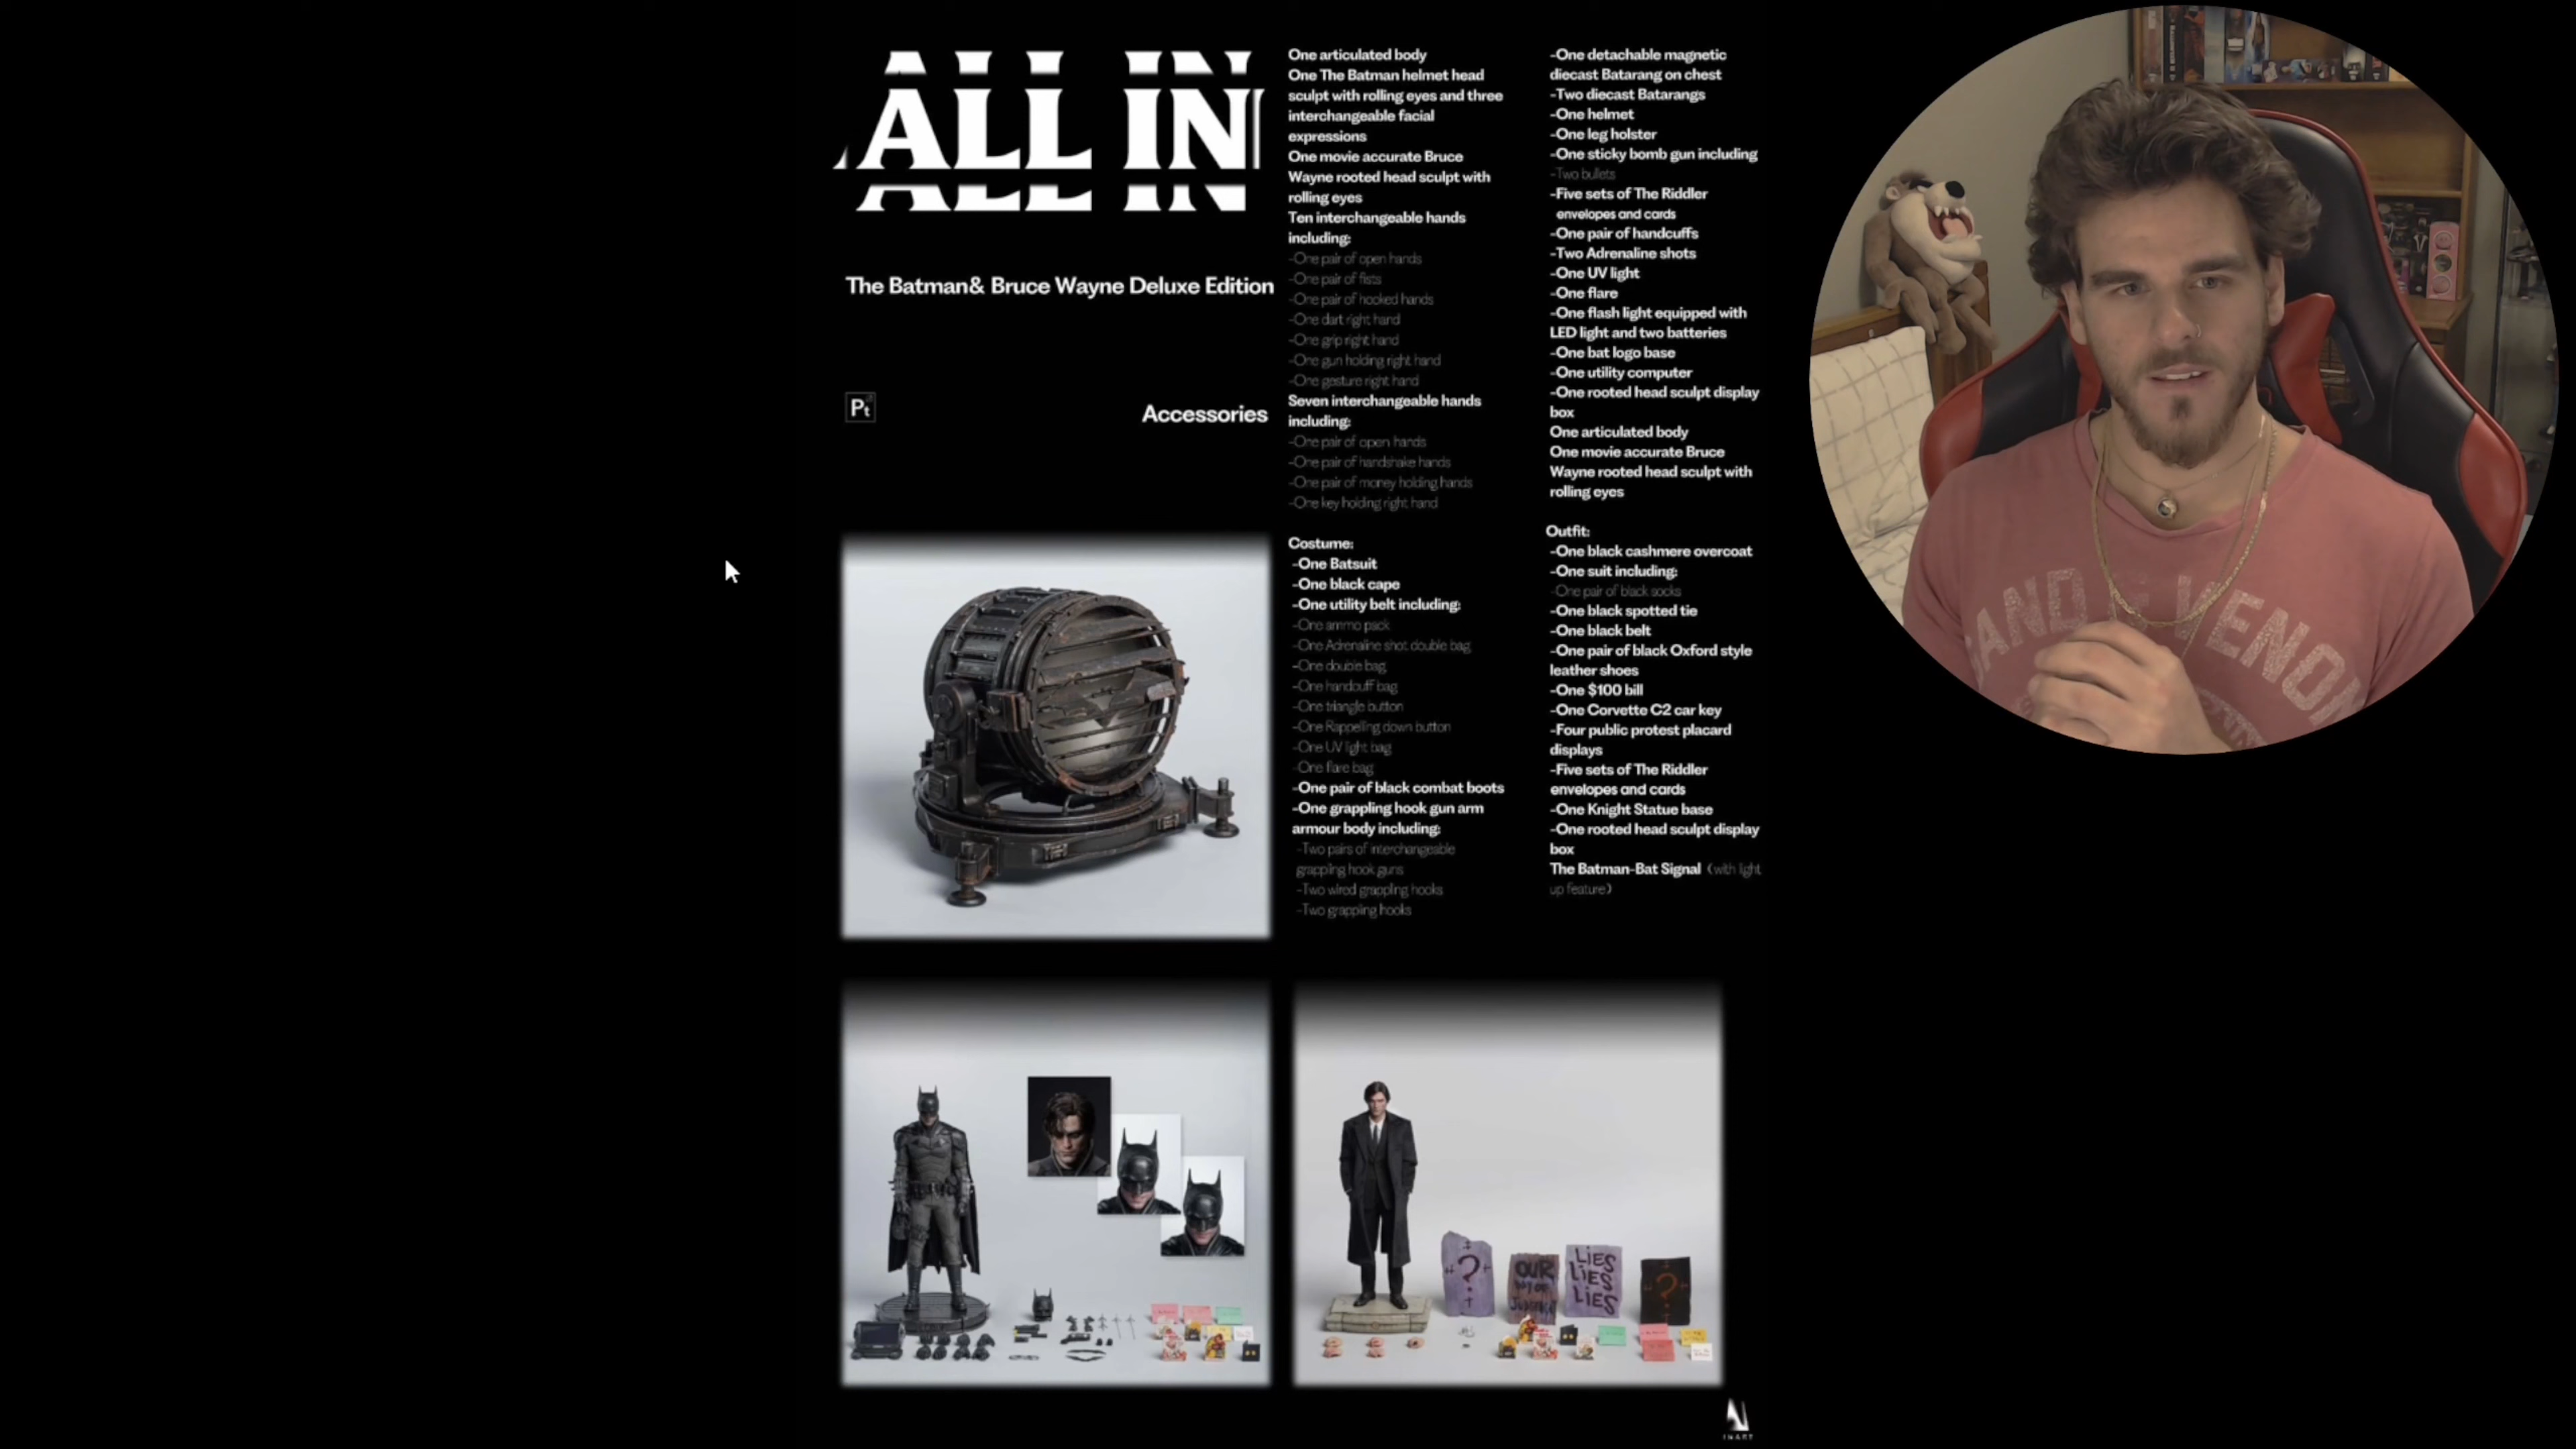 ALL IN
ALL IN
ALL IN
The Batman& Bruce Wayne Deluxe Edition
Pt
Accessories
One articulated body
One The Batman helmet head
sculpt with rolling eyes and three
interchangeable facial
expressions
One movie accurate Bruce
Wayne rooted head sculpt with
rolling eyes
Ten interchangeable hands
including:
-One pair of open hands
-One pair of fists
-One pair of hooked hands
-One dart right hand
-One grip right hand
-One gun holding right hand
-One gesture right hand
Seven interchangeable hands
including:
-One pair of open hands
-One pair of handshake hands
-One pair of money holding hands
-One key holding right hand
Costume:
-One Batsuit
-One black cape
-One utility belt including:
-One ammo pack
-One Adrenaline shot double bag
-One double bag
-One handcuff bag
-One triangle button
-One Rappelling down button
-One UV light bag
-One flare bag
-One pair of black combat boots
-One grappling hook gun arm
armour body including:
-Two pairs of interchangeable
grappling hook guns
-Two wired grappling hooks
-Two grappling hooks
-One detachable magnetic
diecast Batarang on chest
-Two diecast Batarangs
-One helmet
-One leg holster
-One sticky bomb gun including
-Two bullets
-Five sets of The Riddler
envelopes and cards
-One pair of handcuffs
-Two Adrenaline shots
-One UV light
-One flare
-One flash light equipped with
LED light and two batteries
-One bat logo base
-One utility computer
-One rooted head sculpt display
box
One articulated body
One movie accurate Bruce
Wayne rooted head sculpt with
rolling eyes
Outfit:
-One black cashmere overcoat
-One suit including:
-One pair of black socks
-One black spotted tie
-One black belt
-One pair of black Oxford style
leather shoes
-One $100 bill
-One Corvette C2 car key
-Four public protest placard
displays
-Five sets of The Riddler
envelopes and cards
-One Knight Statue base
-One rooted head sculpt display
box
The Batman-Bat Signal (with light
up feature)
?
OUR
LIES
LIES
LIES
?
INART
AND VENON